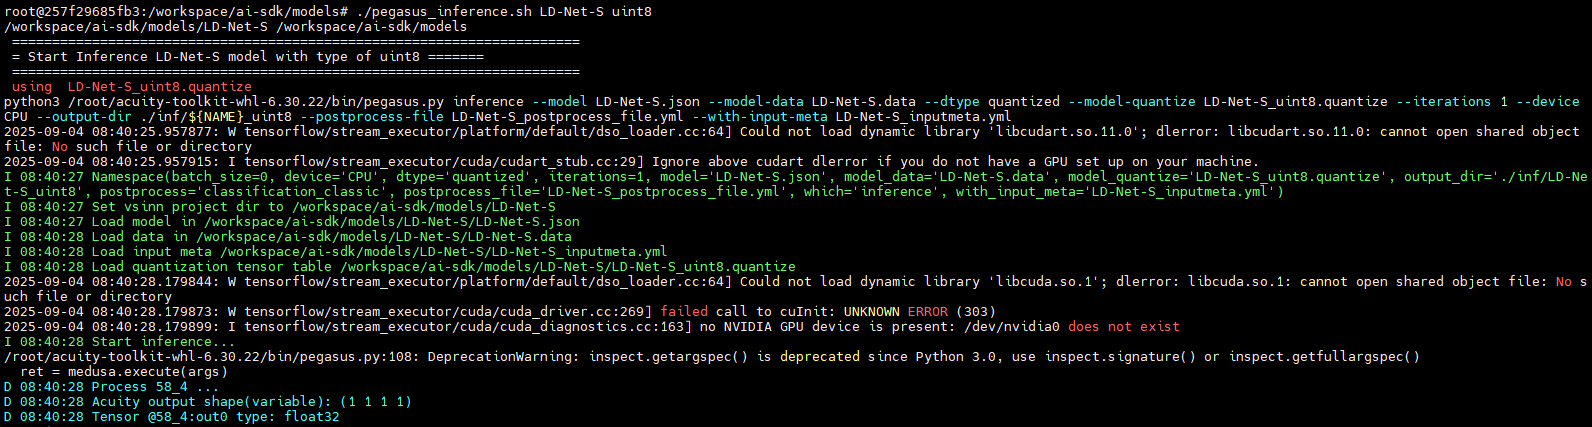 root@257f29685fb3:/workspace/ai-sdk/models# ./pegasus_inference.sh LD-Net-S uint8
/workspace/ai-sdk/models/LD-Net-S /workspace/ai-sdk/models
========================================================================
= Start Inference LD-Net-S model with type of uint8 =======
========================================================================
using  LD-Net-S_uint8.quantize
python3 /root/acuity-toolkit-whl-6.30.22/bin/pegasus.py inference --model LD-Net-S.json --model-data LD-Net-S.data --dtype quantized --model-quantize LD-Net-S_uint8.quantize --iterations 1 --device
CPU --output-dir ./inf/${NAME}_uint8 --postprocess-file LD-Net-S_postprocess_file.yml --with-input-meta LD-Net-S_inputmeta.yml
2025-09-04 08:40:25.957877: W tensorflow/stream_executor/platform/default/dso_loader.cc:64] Could not load dynamic library 'libcudart.so.11.0'; dlerror: libcudart.so.11.0: cannot open shared object
file: No such file or directory
2025-09-04 08:40:25.957915: I tensorflow/stream_executor/cuda/cudart_stub.cc:29] Ignore above cudart dlerror if you do not have a GPU set up on your machine.
I 08:40:27 Namespace(batch_size=0, device='CPU', dtype='quantized', iterations=1, model='LD-Net-S.json', model_data='LD-Net-S.data', model_quantize='LD-Net-S_uint8.quantize', output_dir='./inf/LD-Ne
t-S_uint8', postprocess='classification_classic', postprocess_file='LD-Net-S_postprocess_file.yml', which='inference', with_input_meta='LD-Net-S_inputmeta.yml')
I 08:40:27 Set vsinn project dir to /workspace/ai-sdk/models/LD-Net-S
I 08:40:27 Load model in /workspace/ai-sdk/models/LD-Net-S/LD-Net-S.json
I 08:40:28 Load data in /workspace/ai-sdk/models/LD-Net-S/LD-Net-S.data
I 08:40:28 Load input meta /workspace/ai-sdk/models/LD-Net-S/LD-Net-S_inputmeta.yml
I 08:40:28 Load quantization tensor table /workspace/ai-sdk/models/LD-Net-S/LD-Net-S_uint8.quantize
2025-09-04 08:40:28.179844: W tensorflow/stream_executor/platform/default/dso_loader.cc:64] Could not load dynamic library 'libcuda.so.1'; dlerror: libcuda.so.1: cannot open shared object file: No s
uch file or directory
2025-09-04 08:40:28.179873: W tensorflow/stream_executor/cuda/cuda_driver.cc:269] failed call to cuInit: UNKNOWN ERROR (303)
2025-09-04 08:40:28.179899: I tensorflow/stream_executor/cuda/cuda_diagnostics.cc:163] no NVIDIA GPU device is present: /dev/nvidia0 does not exist
I 08:40:28 Start inference...
/root/acuity-toolkit-whl-6.30.22/bin/pegasus.py:108: DeprecationWarning: inspect.getargspec() is deprecated since Python 3.0, use inspect.signature() or inspect.getfullargspec()
  ret = medusa.execute(args)
D 08:40:28 Process 58_4 ...
D 08:40:28 Acuity output shape(variable): (1 1 1 1)
D 08:40:28 Tensor @58_4:out0 type: float32